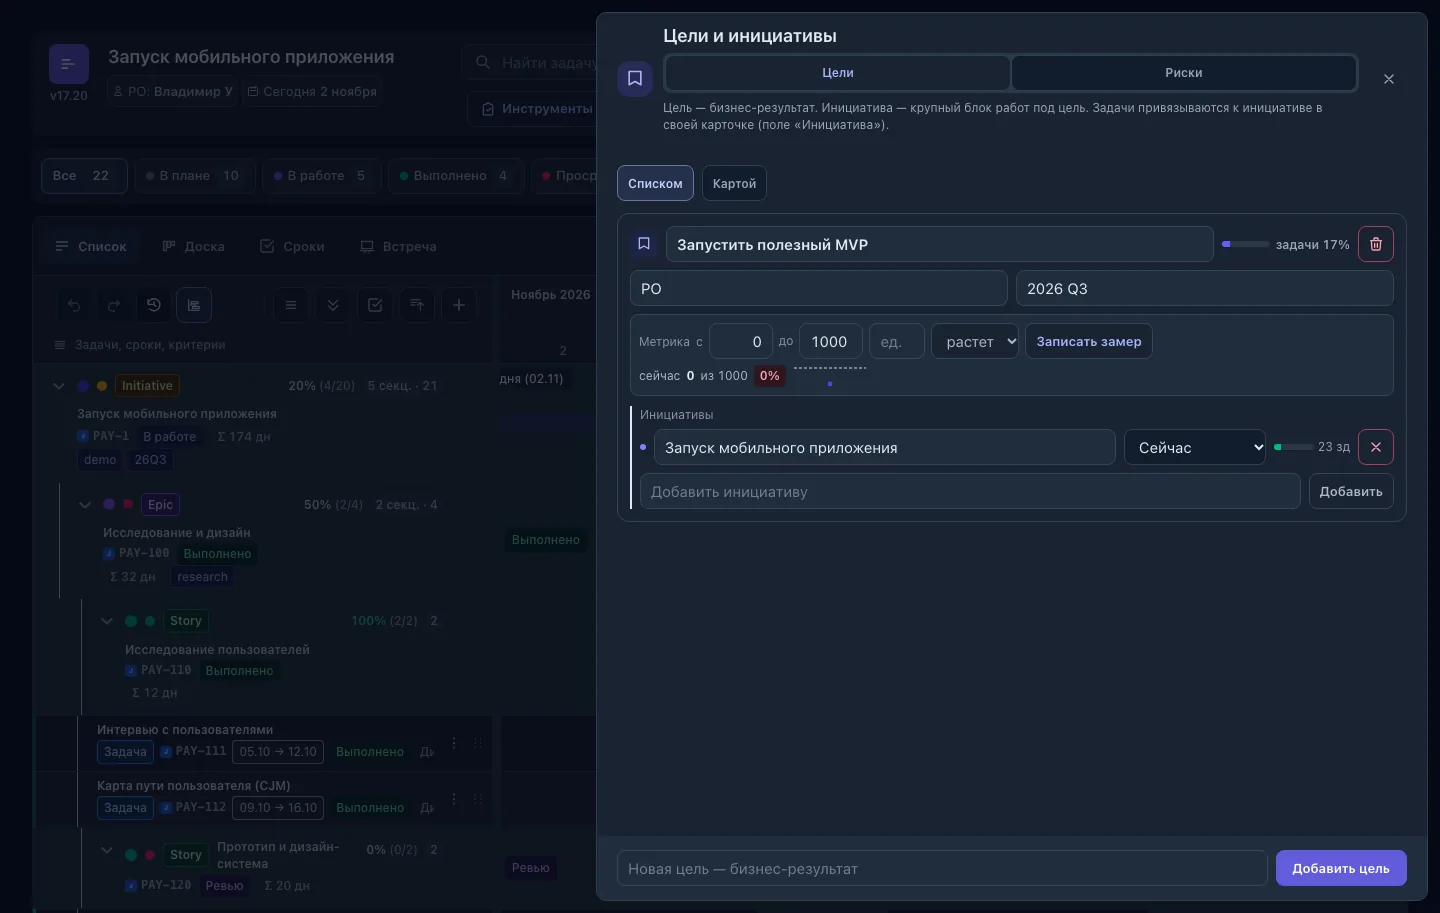 Запуск мобильного приложения
v17.20
PO: Владимир У
Сегодня 2 ноября
Найти задачу
Инструменты
Все 22
В плане 10
В работе 5
Выполнено 4
Проср
Список
Доска
Сроки
Встреча
Ноябрь 2026
Задачи, сроки, критерии
2
Initiative
20% (4/20) 5 секц. · 21
дня (02.11)
Запуск мобильного приложения
PAY-1 В работе Σ 174 дн
demo 26Q3
Epic
50% (2/4) 2 секц. · 4
Исследование и дизайн
PAY-100 Выполнено
Σ 32 дн research
Выполнено
Story
100% (2/2) 2
Исследование пользователей
PAY-110 Выполнено
Σ 12 дн
Интервью с пользователями
Задача PAY-111 05.10 → 12.10 Выполнено Ди
Карта пути пользователя (CJM)
Задача PAY-112 09.10 → 16.10 Выполнено Ди
Story Прототип и дизайн-
система
0% (0/2) 2
PAY-120 Ревью Σ 20 дн
Ревью
Цели и инициативы
Цели
Риски
Цель — бизнес-результат. Инициатива — крупный блок работ под цель. Задачи привязываются к инициативе в
своей карточке (поле «Инициатива»).
Списком
Картой
Запустить полезный MVP
задачи 17%
PO
2026 Q3
Метрика с 0 до 1000 ед. растет Записать замер
сейчас 0 из 1000 0%
Инициативы
Запуск мобильного приложения
Сейчас
23 зд
Добавить инициативу
Добавить
Новая цель — бизнес-результат
Добавить цель